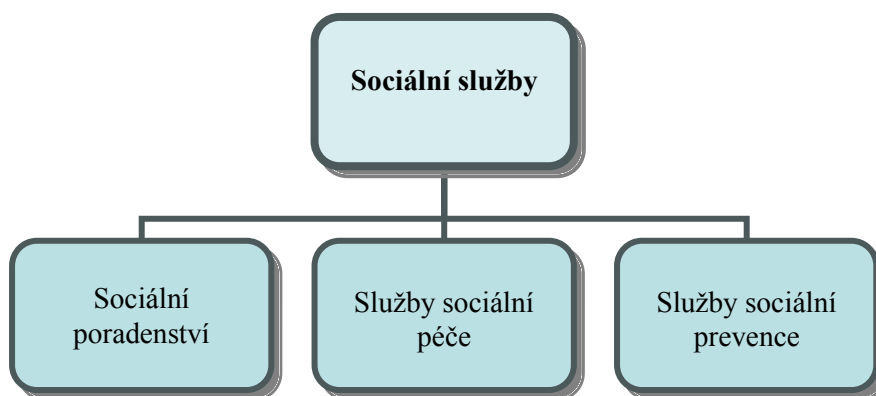 Sociální služby
Sociální
poradenství
Služby sociální
péče
Služby sociální
prevence